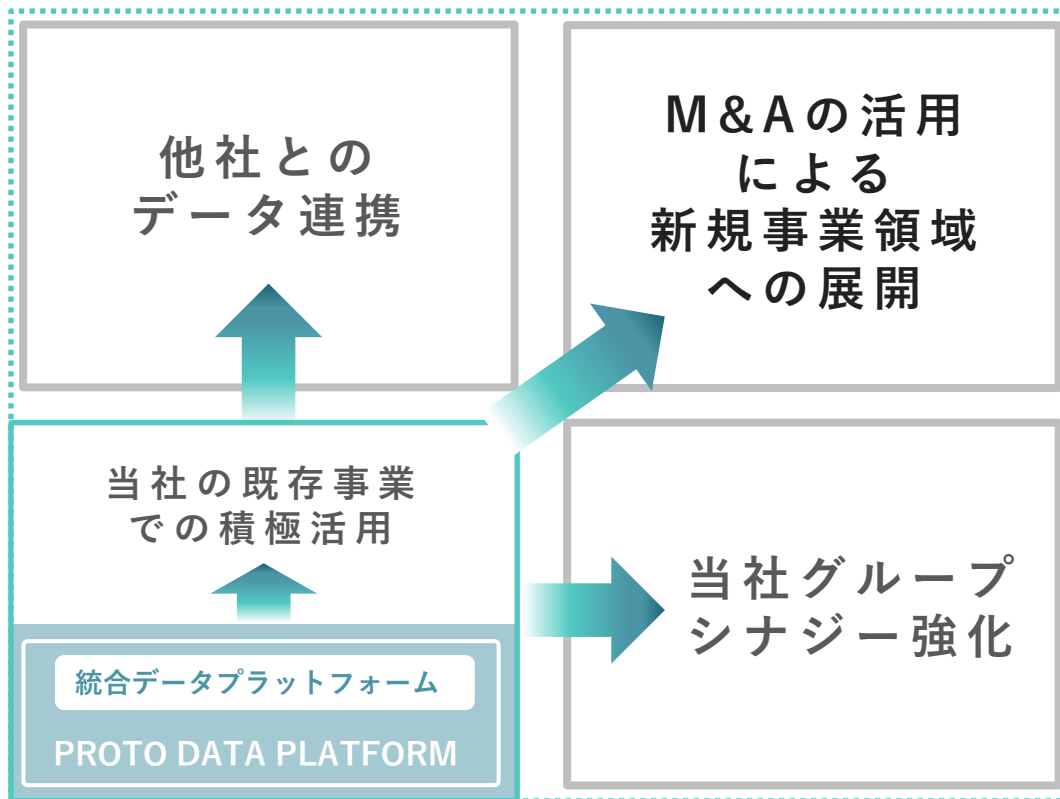 他社との
データ連携
M&Aの活用
による
新規事業領域
への展開
当社の既存事業
での積極活用
統合データプラットフォーム
PROTO DATA PLATFORM
当社グループ
シナジー強化